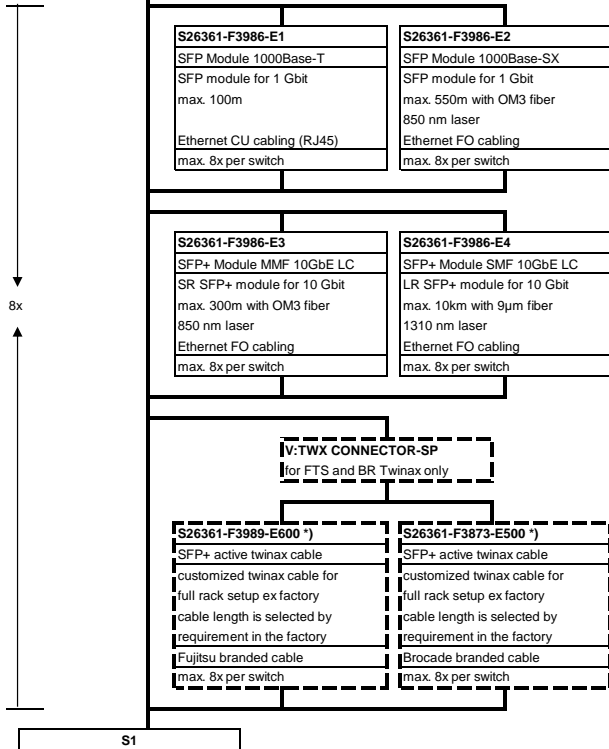 S26361-F3986-E1
SFP Module 1000Base-T
SFP module for 1 Gbit
max. 100m
Ethernet CU cabling (RJ45)
max. 8x per switch
S26361-F3986-E2
SFP Module 1000Base-SX
SFP module for 1 Gbit
max. 550m with OM3 fiber
850 nm laser
Ethernet FO cabling
max. 8x per switch
8x
S26361-F3986-E3
SFP+ Module MMF 10GbE LC
SR SFP+ module for 10 Gbit
max. 300m with OM3 fiber
850 nm laser
Ethernet FO cabling
max. 8x per switch
S26361-F3986-E4
SFP+ Module SMF 10GbE LC
LR SFP+ module for 10 Gbit
max. 10km with 9µm fiber
1310 nm laser
Ethernet FO cabling
max. 8x per switch
V:TWX CONNECTOR-SP
for FTS and BR Twinax only
S26361-F3989-E600 *)
SFP+ active twinax cable
customized twinax cable for
full rack setup ex factory
cable length is selected by
requirement in the factory
Fujitsu branded cable
max. 8x per switch
S26361-F3873-E500 *)
SFP+ active twinax cable
customized twinax cable for
full rack setup ex factory
cable length is selected by
requirement in the factory
Brocade branded cable
max. 8x per switch
S1